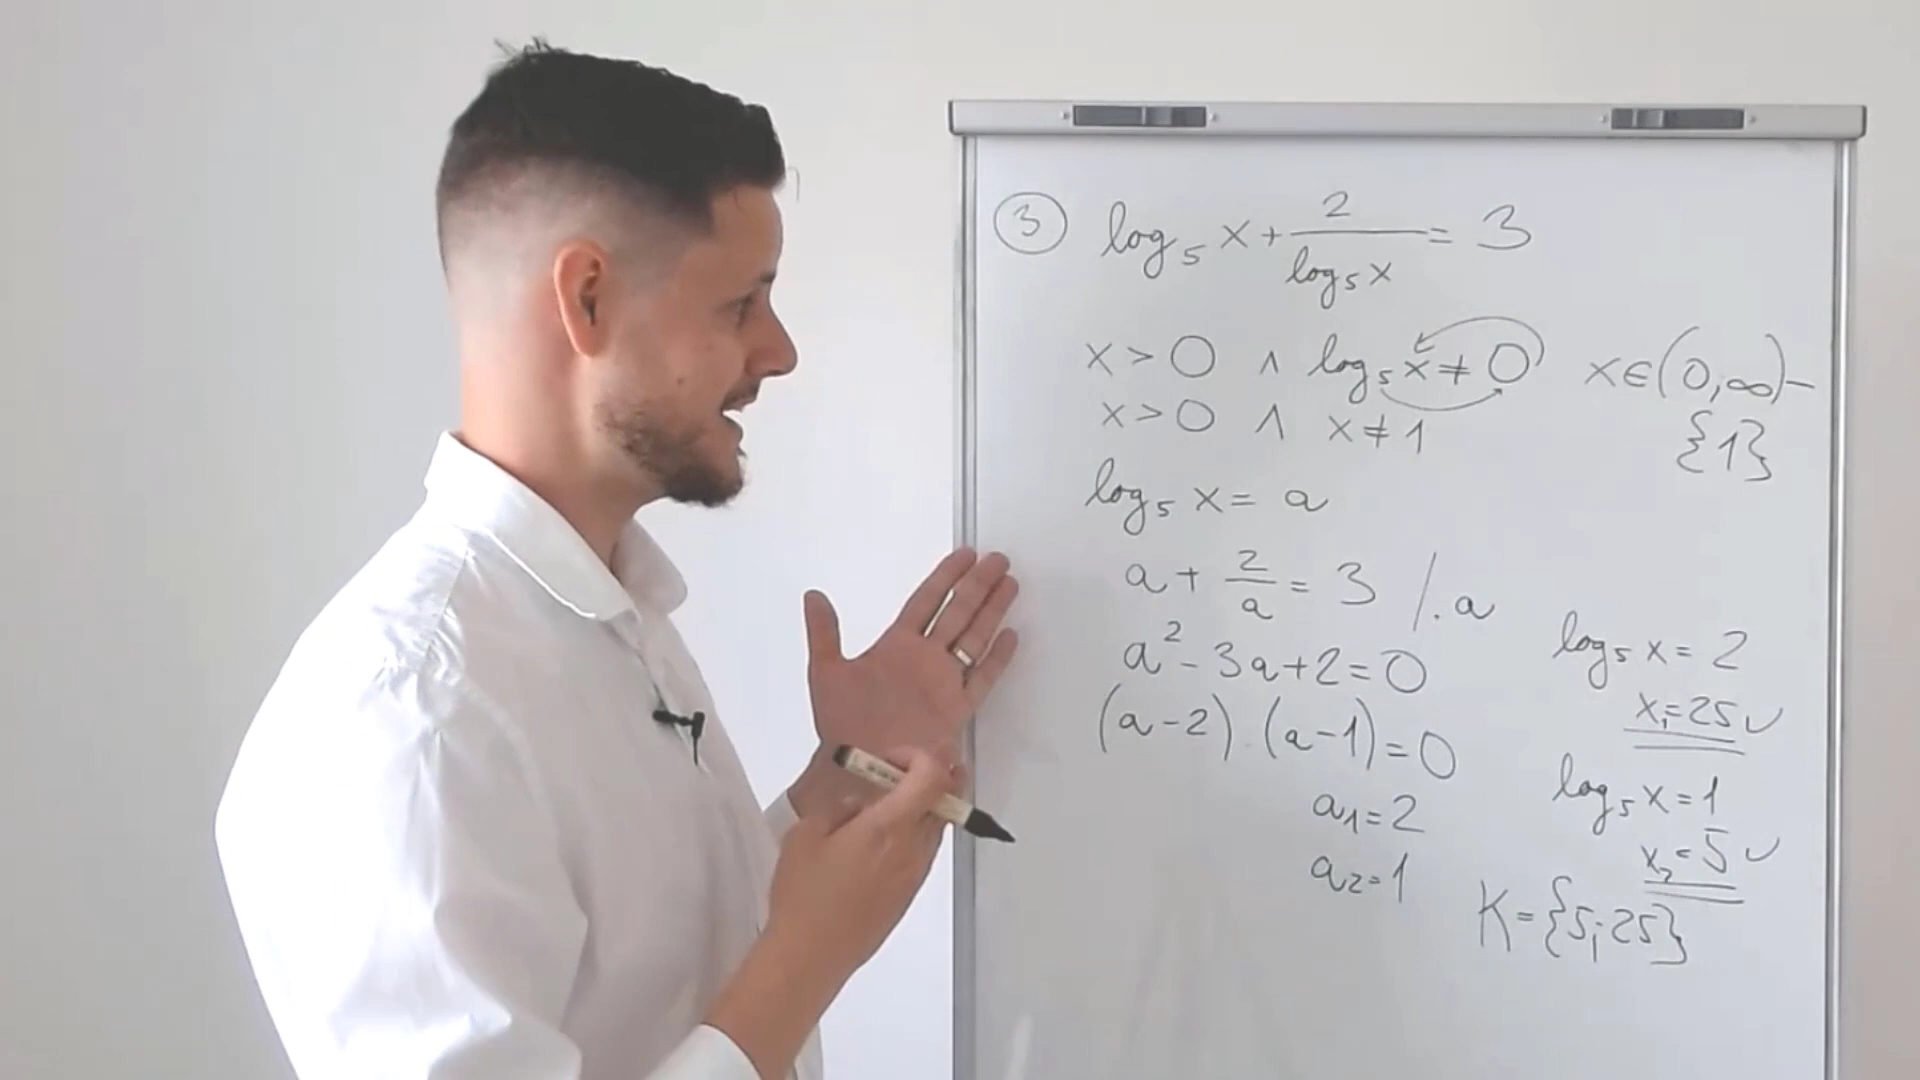 ③ log₅ x + 2/log₅ x = 3
x > 0 ∧ log₅ x ≠ 0 x ∈ (0, ∞) –
x > 0 ∧ x ≠ 1 {1}
log₅ x = a
a + 2/a = 3 / . a
a² - 3a + 2 = 0
(a - 2) . (a - 1) = 0
a₁ = 2
a₂ = 1
log₅ x = 2
x₁ = 25 ✓
log₅ x = 1
x₂ = 5 ✓
K = {5; 25}